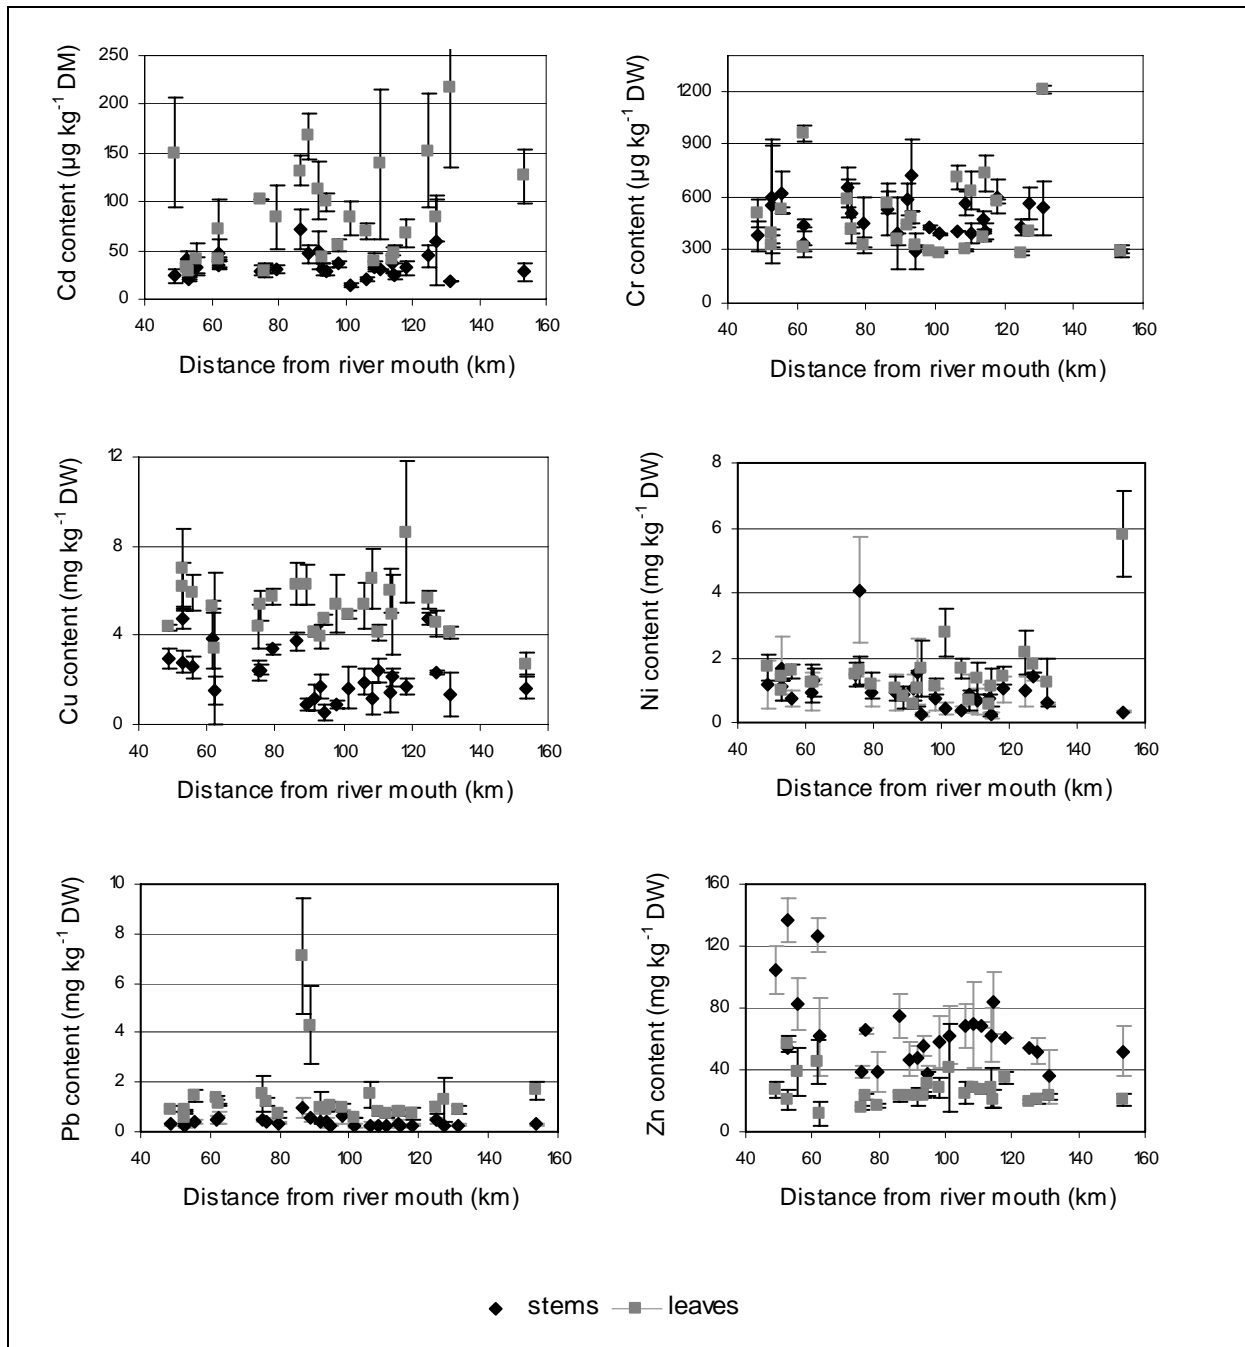 250
200
150
100
50
0
40 60 80 100 120 140 160
Cd content (µg kg-1 DM)
Distance from river mouth (km)
1200
900
600
300
0
40 60 80 100 120 140 160
Cr content (µg kg-1 DW)
Distance from river mouth (km)
12
8
4
0
40 60 80 100 120 140 160
Cu content (mg kg-1 DW)
Distance from river mouth (km)
8
6
4
2
0
40 60 80 100 120 140 160
Ni content (mg kg-1 DW)
Distance from river mouth (km)
10
8
6
4
2
0
40 60 80 100 120 140 160
Pb content (mg kg-1 DW)
Distance from river mouth (km)
160
120
80
40
0
40 60 80 100 120 140 160
Zn content (mg kg-1 DW)
Distance from river mouth (km)
stems leaves